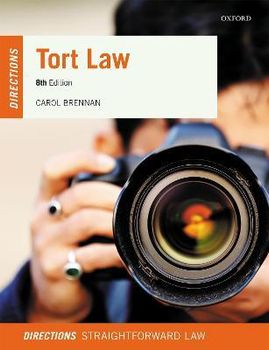 OXFORD
DIRECTIONS
Tort Law
8th Edition
CAROL BRENNAN
DIRECTIONS STRAIGHTFORWARD LAW